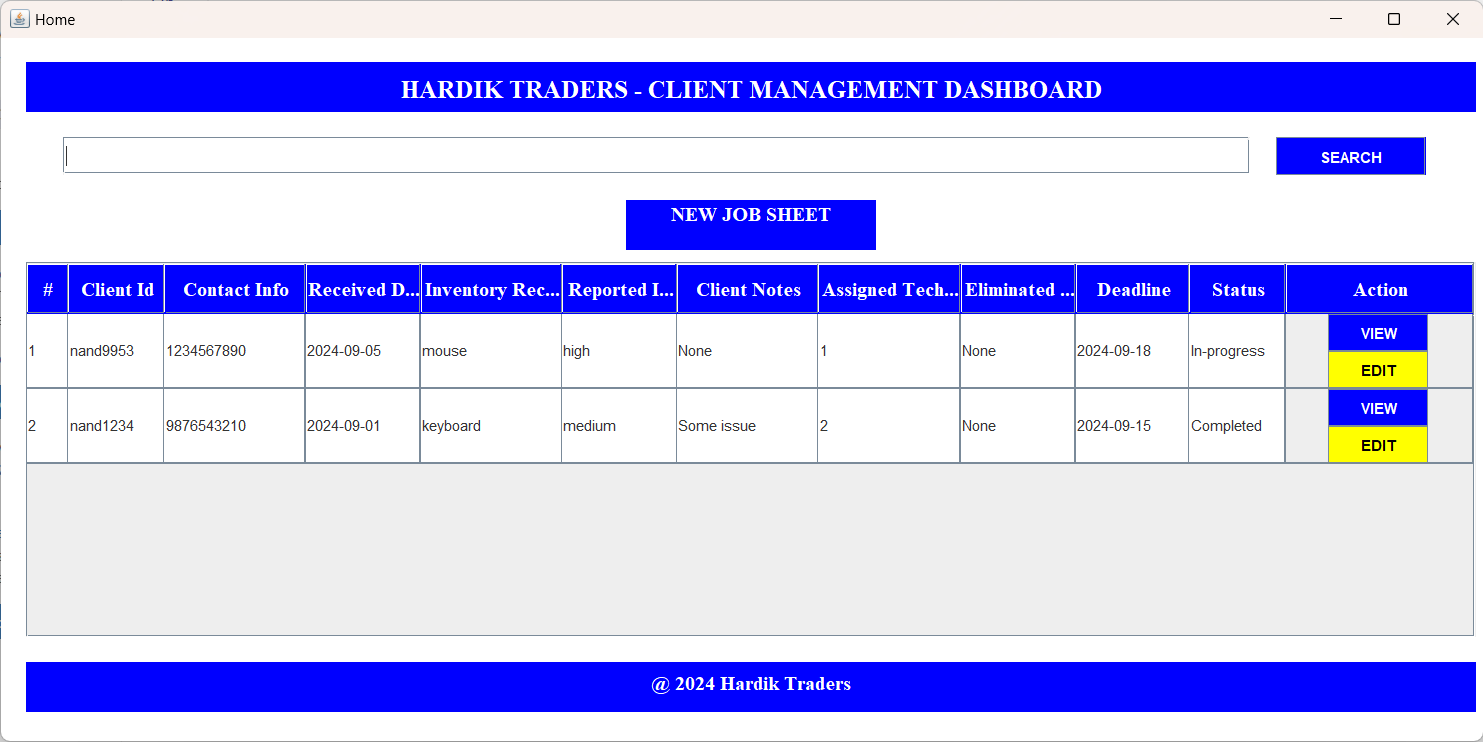 Home
HARDIK TRADERS - CLIENT MANAGEMENT DASHBOARD
SEARCH
NEW JOB SHEET
# Client Id Contact Info Received D... Inventory Rec... Reported I... Client Notes Assigned Tech... Eliminated ... Deadline Status Action
1 nand9953 1234567890 2024-09-05 mouse high None 1 None 2024-09-18 In-progress VIEW
EDIT
2 nand1234 9876543210 2024-09-01 keyboard medium Some issue 2 None 2024-09-15 Completed VIEW
EDIT
@ 2024 Hardik Traders